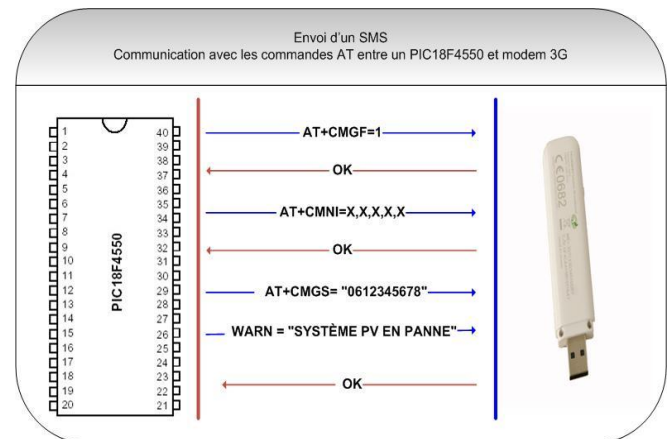 Envoi d'un SMS
Communication avec les commandes AT entre un PIC18F4550 et modem 3G
1 40
2 39
3 38
4 37
5 36
6 35
7 34
8 33
9 32
10 31
11 30
12 29
13 28
14 27
15 26
16 25
17 24
18 23
19 22
20 21
PIC18F4550
AT+CMGF=1
OK
AT+CMNI=X,X,X,X,X
OK
AT+CMGS= "0612345678"
WARN = "SYSTÈME PV EN PANNE"
OK
CE0682